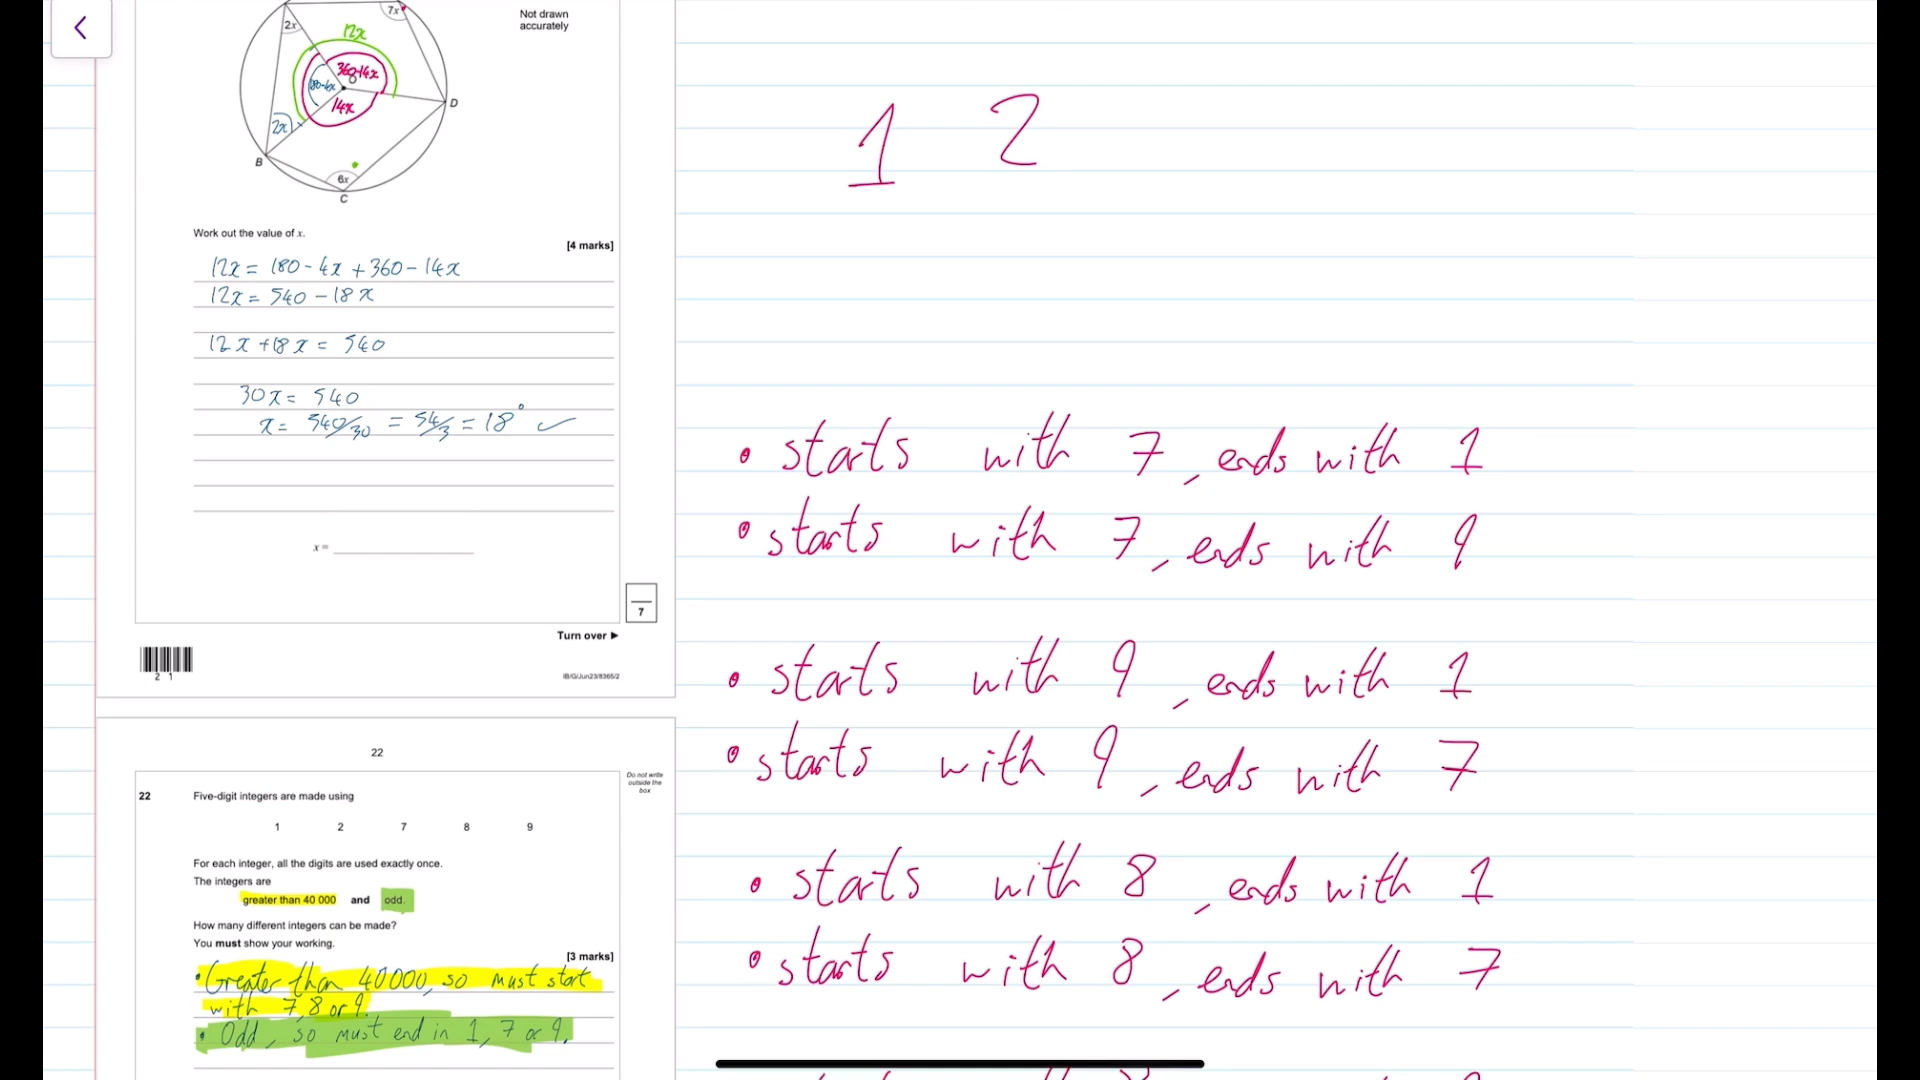 2x
7x
12x
360-14x
180-4x
14x
2x
D
B
6x
C
Not drawn
accurately
Work out the value of x.
[4 marks]
12x = 180 - 4x + 360 - 14x
12x = 540 - 18x
12x + 18x = 540
30x = 540
x = 540/30 = 54/3 = 18° ✓
x =
7
Turn over ►
2 1
IB/G/Jun23/8365/2
22
Do not write
outside the
box
22 Five-digit integers are made using
1 2 7 8 9
For each integer, all the digits are used exactly once.
The integers are
greater than 40 000 and odd.
How many different integers can be made?
You must show your working.
[3 marks]
• Greater than 40000, so must start
with 7, 8 or 9.
• Odd, so must end in 1, 7 or 9.
1 2
• starts with 7, ends with 1
• starts with 7, ends with 9
• starts with 9, ends with 1
• starts with 9, ends with 7
• starts with 8, ends with 1
• starts with 8, ends with 7